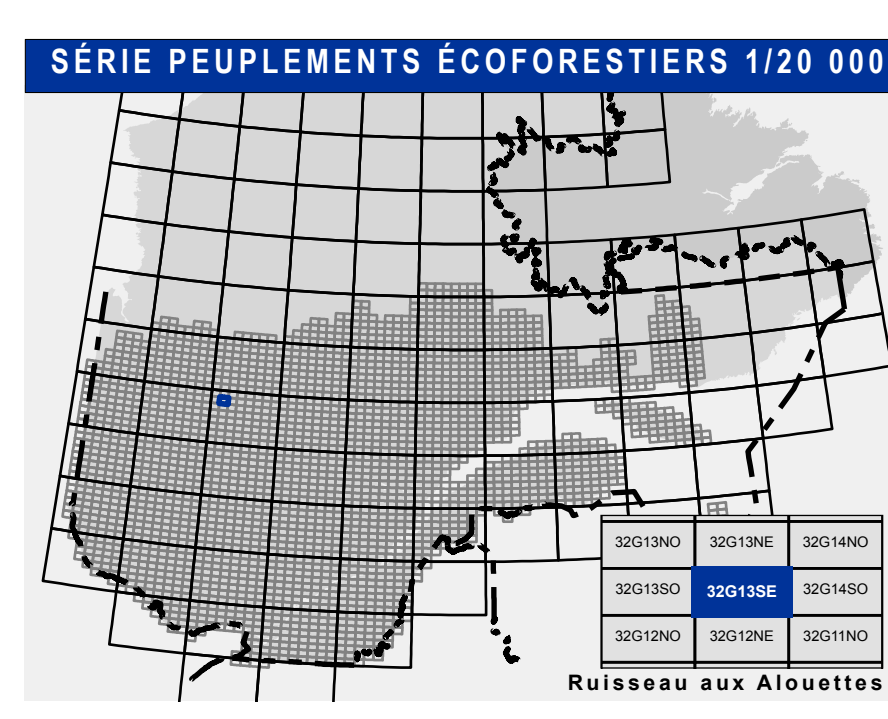 SÉRIE PEUPLEMENTS ÉCOFORESTIERS 1/20 000
32G13NO 32G13NE 32G14NO
32G13SO 32G13SE 32G14SO
32G12NO 32G12NE 32G11NO
Ruisseau aux Alouettes